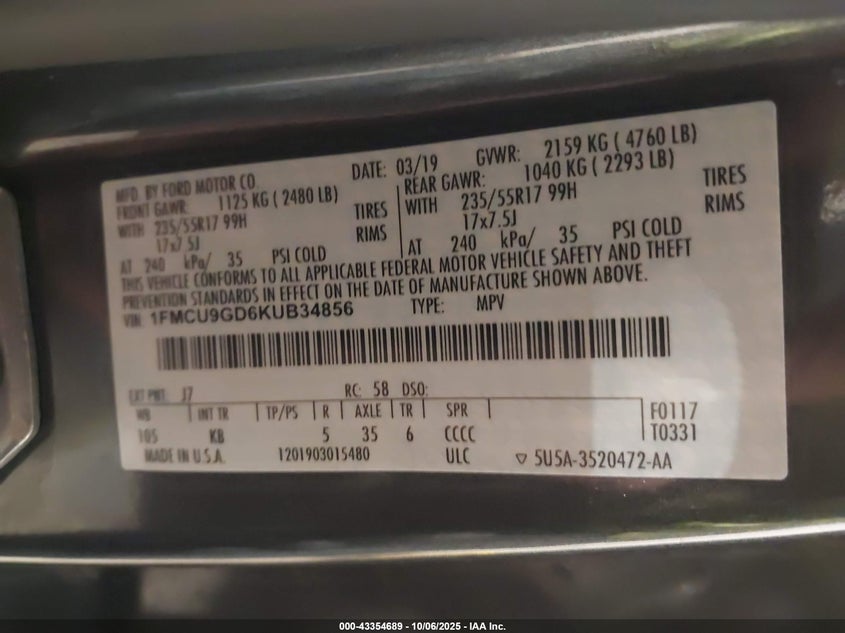 MFD. BY FORD MOTOR CO.
DATE: 03/19 GVWR: 2159 KG ( 4760 LB)
FRONT GAWR: 1125 KG ( 2480 LB) REAR GAWR: 1040 KG ( 2293 LB)
WITH 235/55R17 99H TIRES WITH 235/55R17 99H TIRES
17x7.5J RIMS 17x7.5J RIMS
AT 240 kPa/ 35 PSI COLD AT 240 kPa/ 35 PSI COLD
THIS VEHICLE CONFORMS TO ALL APPLICABLE FEDERAL MOTOR VEHICLE SAFETY AND THEFT
PREVENTION STANDARDS IN EFFECT ON THE DATE OF MANUFACTURE SHOWN ABOVE.
VIN: 1FMCU9GD6KUB34856 TYPE: MPV
EXT PNT: J7 RC: 58 DSO:
WB INT TR TP/PS R AXLE TR SPR F0117
105 KB 5 35 6 CCCC T0331
MADE IN U.S.A. 1201903015480 ULC ▽ 5U5A-3520472-AA
000-43354689 - 10/06/2025 - IAA Inc.